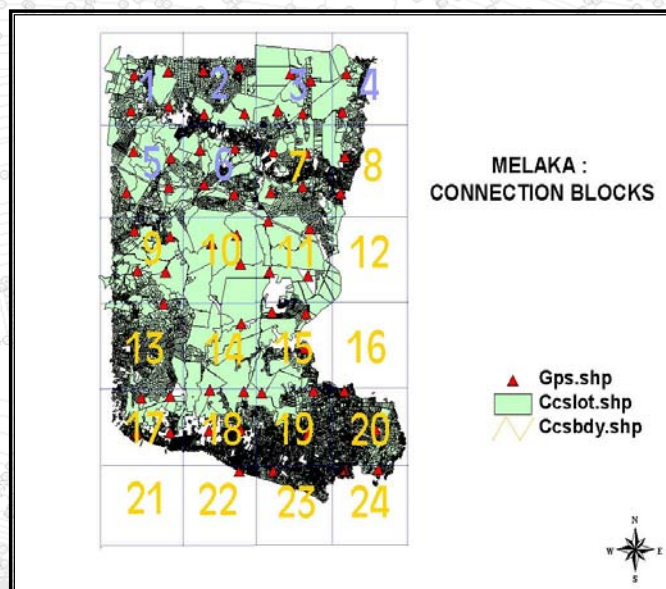 1 2 3 4
5 6 7 8
9 10 11 12
13 14 15 16
17 18 19 20
21 22 23 24
MELAKA :
CONNECTION BLOCKS
Gps.shp
Ccslot.shp
Ccsbdy.shp
N
W E
S